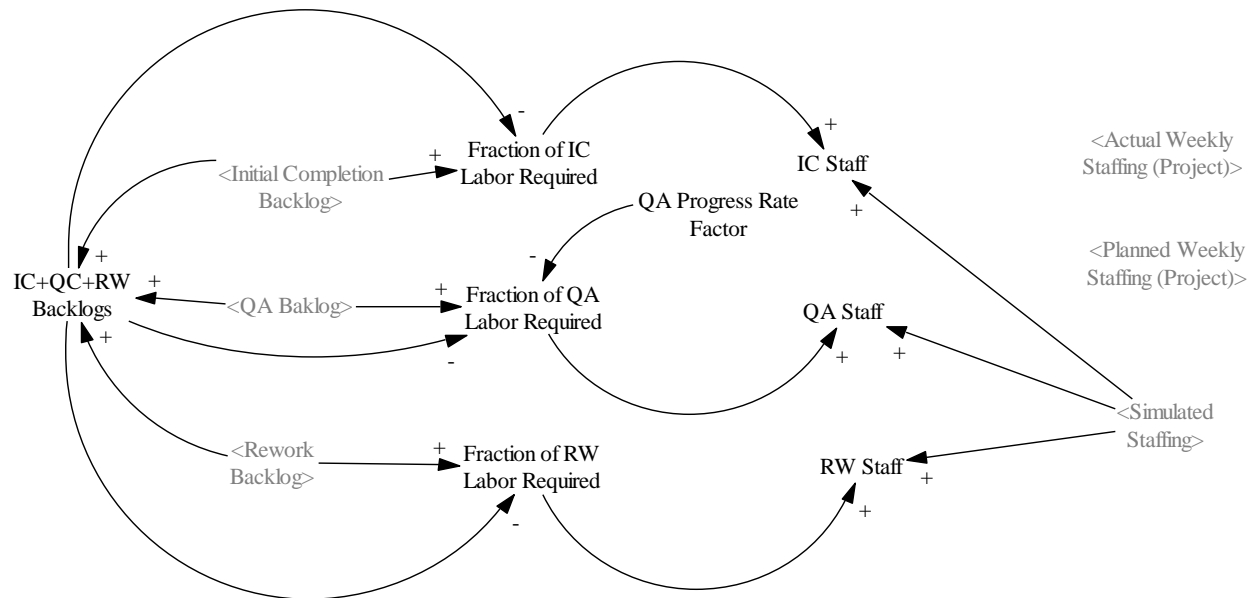 Fraction of IC
Labor Required
IC Staff
<Actual Weekly
Staffing (Project)>
<Initial Completion
Backlog>
QA Progress Rate
Factor
<Planned Weekly
Staffing (Project)>
IC+QC+RW
Backlogs
<QA Baklog>
Fraction of QA
Labor Required
QA Staff
<Simulated
Staffing>
<Rework
Backlog>
Fraction of RW
Labor Required
RW Staff
-
+
+
+
+
-
+
+
+
+
+
-
+
+
+
-
+